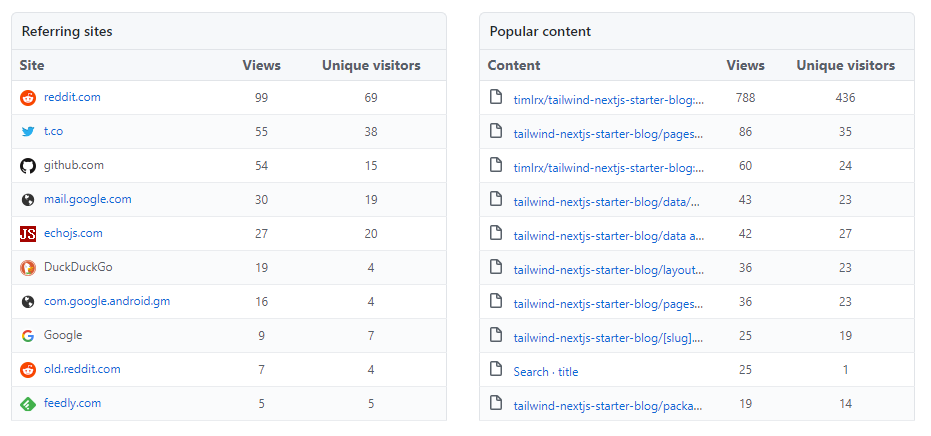 Referring sites
Site Views Unique visitors
reddit.com 99 69
t.co 55 38
github.com 54 15
mail.google.com 30 19
JS echojs.com 27 20
DuckDuckGo 19 4
com.google.android.gm 16 4
Google 9 7
old.reddit.com 7 4
feedly.com 5 5
Popular content
Content Views Unique visitors
timlrx/tailwind-nextjs-starter-blog:... 788 436
tailwind-nextjs-starter-blog/pages... 86 35
timlrx/tailwind-nextjs-starter-blog:... 60 24
tailwind-nextjs-starter-blog/data/... 43 23
tailwind-nextjs-starter-blog/data a... 42 27
tailwind-nextjs-starter-blog/layout... 36 23
tailwind-nextjs-starter-blog/pages... 36 23
tailwind-nextjs-starter-blog/[slug].... 25 19
Search · title 25 1
tailwind-nextjs-starter-blog/packa... 19 14